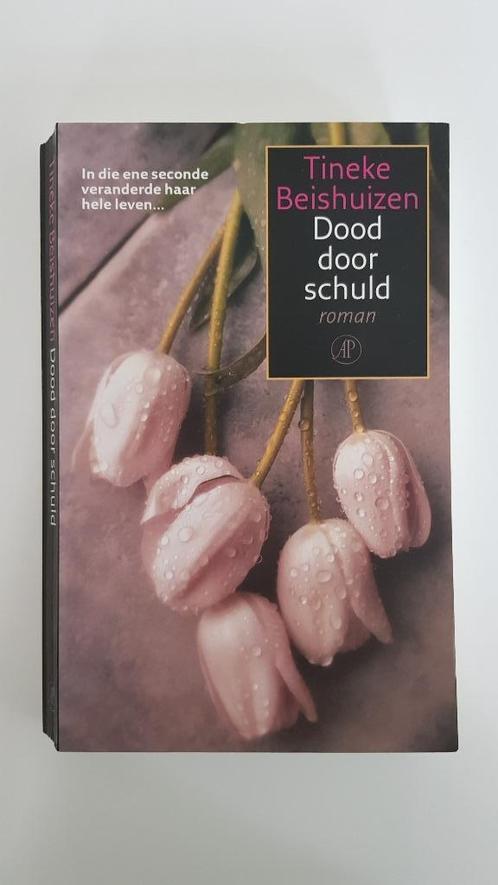 In die ene seconde
veranderde haar
hele leven...
Tineke
Beishuizen
Dood
door
schuld
roman
AP
Tineke Beishuizen Dood door schuld